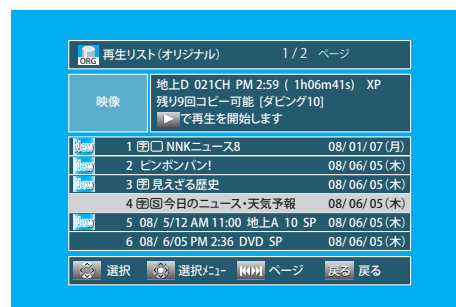 ORG 再生リスト(オリジナル) 1/2 ページ
映像
地上D 021CH PM 2:59 ( 1h06m41s) XP
残り9回コピー可能 [ダビング10]
▶ で再生を開始します
New 1 字 NNKニュース8 08/01/07(月)
New 2 ピンポンパン! 08/06/05(木)
New 3 字 見えざる歴史 08/06/05(木)
4 字S今日のニュース・天気予報 08/06/05(木)
New 5 08/ 5/12 AM 11:00 地上A 10 SP 08/06/05(木)
6 08/ 6/05 PM 2:36 DVD SP 08/06/05(木)
選択 選択メニュー ページ 戻る 戻る